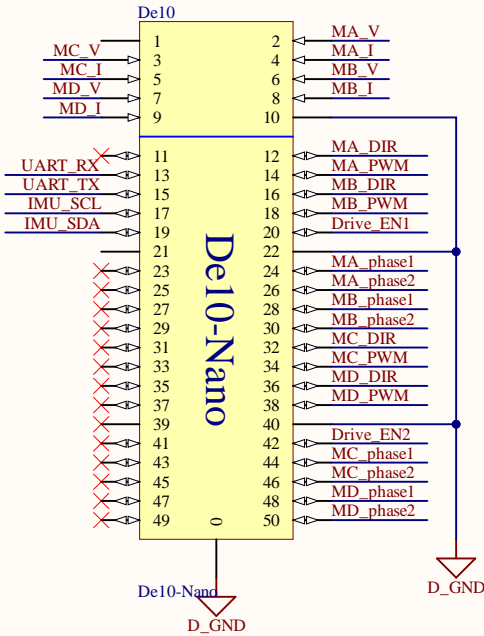 De10
1 2 MA_V
MC_V 3 4 MA_I
MC_I 5 6 MB_V
MD_V 7 8 MB_I
MD_I 9 10
11 12 MA_DIR
UART_RX 13 14 MA_PWM
UART_TX 15 16 MB_DIR
IMU_SCL 17 18 MB_PWM
IMU_SDA 19 20 Drive_EN1
21 22
23 24 MA_phase1
25 26 MA_phase2
27 28 MB_phase1
29 30 MB_phase2
31 32 MC_DIR
33 34 MC_PWM
35 36 MD_DIR
37 38 MD_PWM
39 40
41 42 Drive_EN2
43 44 MC_phase1
45 46 MC_phase2
47 48 MD_phase1
49 50 MD_phase2
0
De10-Nano
De10-Nano
D_GND
D_GND